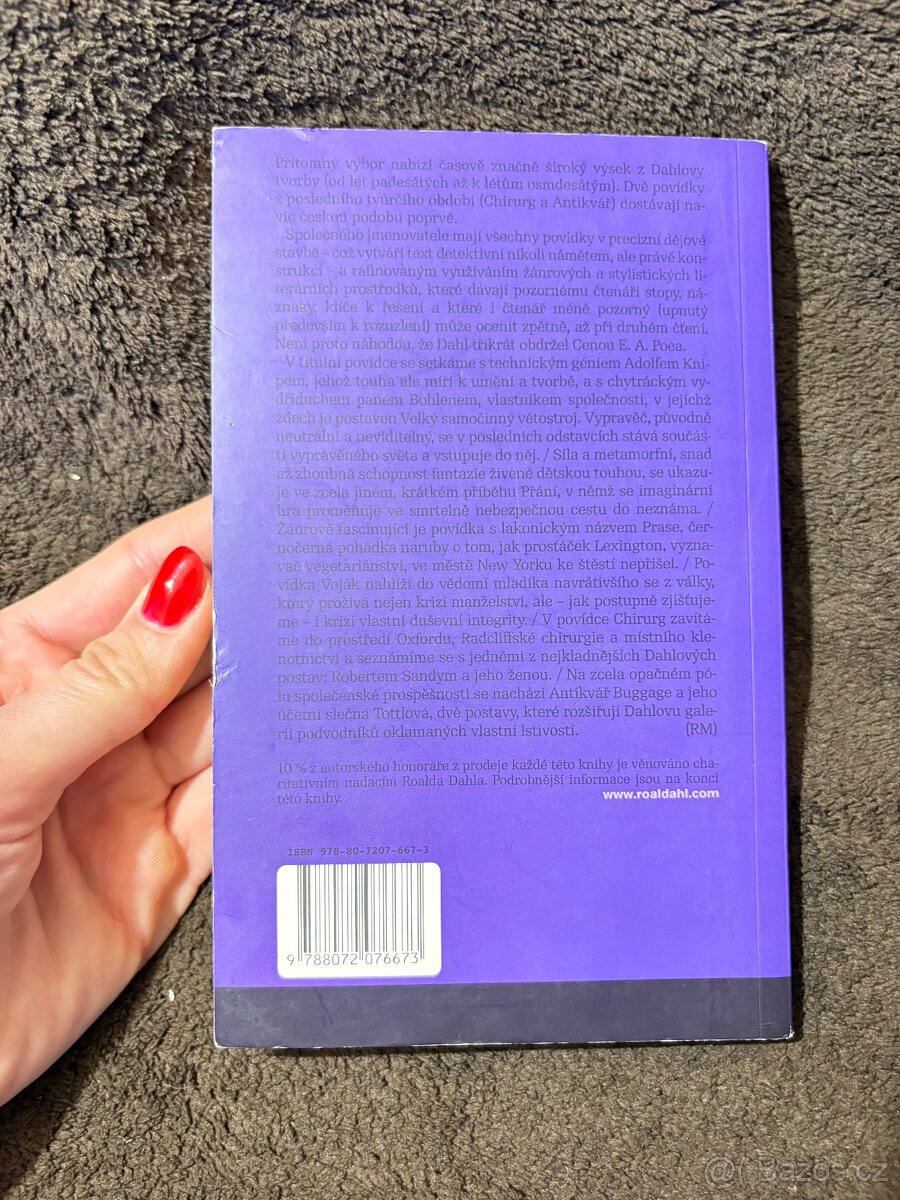 Přítomný výbor nabízí časově značně široký výsek z Dahlovy
tvorby (od let padesátých až k létům osmdesátým). Dvě povídky
z posledního tvůrčího období (Chirurg a Antikvář) dostávají na-
víc českou podobu poprvé.
Společného jmenovatele mají všechny povídky v precizní dějové
stavbě – což vytváří text detektivní nikoli námětem, ale právě kon-
strukcí – a rafinovaným využíváním žánrových a stylistických li-
terárních prostředků, které dávají pozornému čtenáři stopy, ná-
znaky, klíče k řešení a které i čtenář méně pozorný (upnutý
především k rozuzlení) může ocenit zpětně, až při druhém čtení.
Není proto náhodou, že Dahl třikrát obdržel Cenou E. A. Poea.
V titulní povídce se setkáme s technickým géniem Adolfem Kní-
pem, jehož touha ale míří k umění a tvorbě, a s chytráckým vy-
dřiduchem panem Bohlenem, vlastníkem společnosti, v jejíchž
zdech je postaven Velký samočinný větostroj. Vypravěč, původně
neutrální a neviditelný, se v posledních odstavcích stává součás-
tí vyprávěného světa a vstupuje do něj. / Síla a metamorfní, snad
až zhoubná schopnost fantazie živené dětskou touhou, se ukazu-
je ve zcela jiném, krátkém příběhu Přání, v němž se imaginární
hra proměňuje ve smrtelně nebezpečnou cestu do neznáma. /
Žánrově fascinující je povídka s lakonickým názvem Prase, čer-
nočerná pohádka naruby o tom, jak prosťáček Lexington, vyzna-
vač vegetariánství, ve městě New Yorku ke štěstí nepřišel. / Po-
vídka Voják nahlíží do vědomí mladíka navrátivšího se z války,
který prožívá nejen krizi manželství, ale – jak postupně zjišťuje-
me – i krizi vlastní duševní integrity. / V povídce Chirurg zavítá-
me do prostředí Oxfordu, Radcliffské chirurgie a místního kle-
notnictví a seznámíme se s jedněmi z nejkladnějších Dahlových
postav: Robertem Sandym a jeho ženou. / Na zcela opačném pó-
lu společenské prospěšnosti se nachází Antikvář Buggage a jeho
účetní slečna Tottlová, dvě postavy, které rozšiřují Dahlovu gale-
rii podvodníků oklamaných vlastní lstivostí. (RM)
10 % z autorského honoráře z prodeje každé této knihy je věnováno cha-
ritativním nadacím Roalda Dahla. Podrobnější informace jsou na konci
této knihy. www.roaldahl.com
ISBN 978-80-7207-667-3
9 788072 076673
Bazos.cz